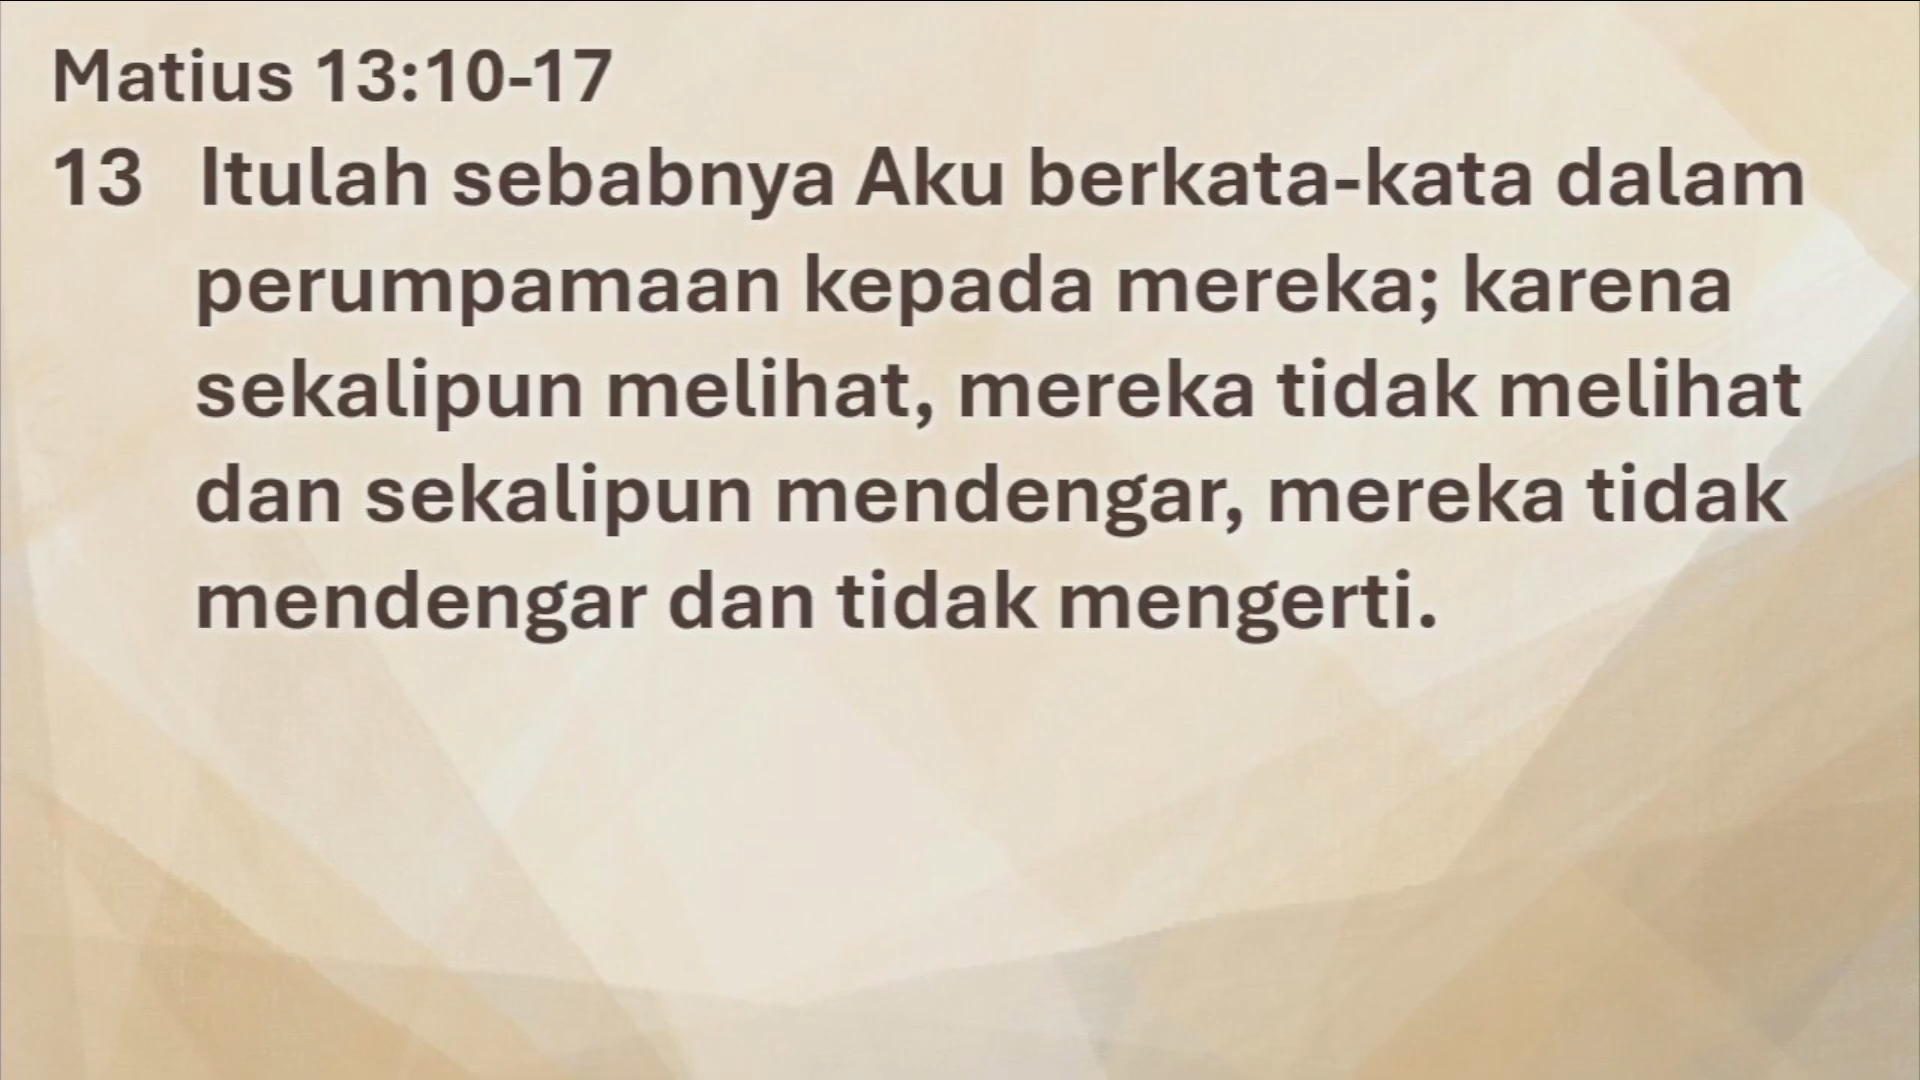 Matius 13:10-17
13 Itulah sebabnya Aku berkata-kata dalam
perumpamaan kepada mereka; karena
sekalipun melihat, mereka tidak melihat
dan sekalipun mendengar, mereka tidak
mendengar dan tidak mengerti.